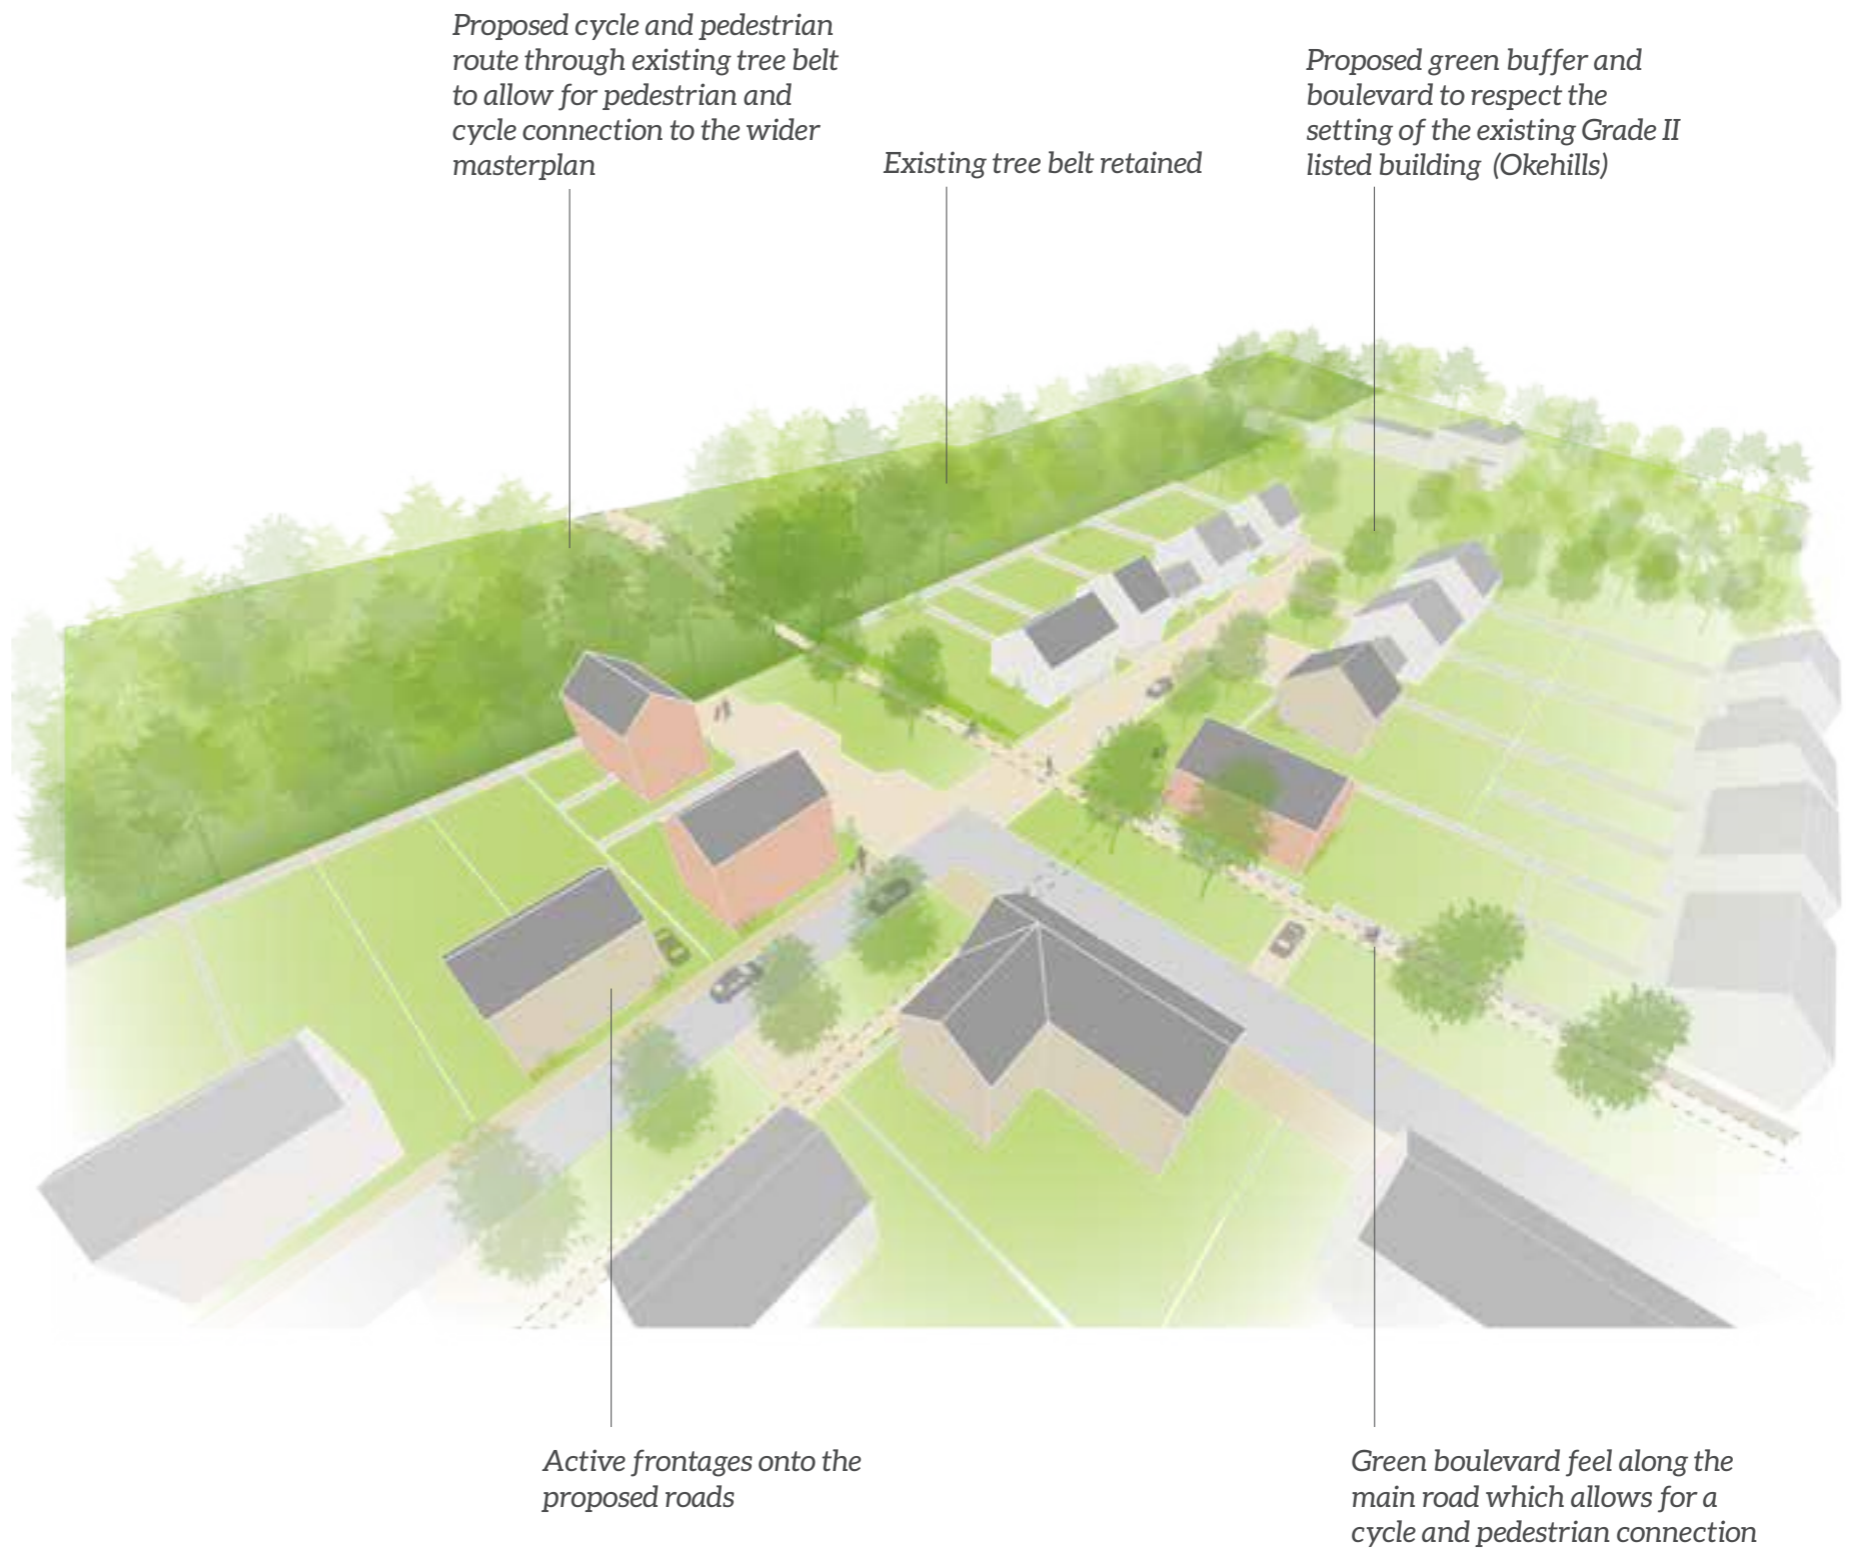 Proposed cycle and pedestrian
route through existing tree belt
to allow for pedestrian and
cycle connection to the wider
masterplan
Existing tree belt retained
Proposed green buffer and
boulevard to respect the
setting of the existing Grade II
listed building (Okehills)
Active frontages onto the
proposed roads
Green boulevard feel along the
main road which allows for a
cycle and pedestrian connection